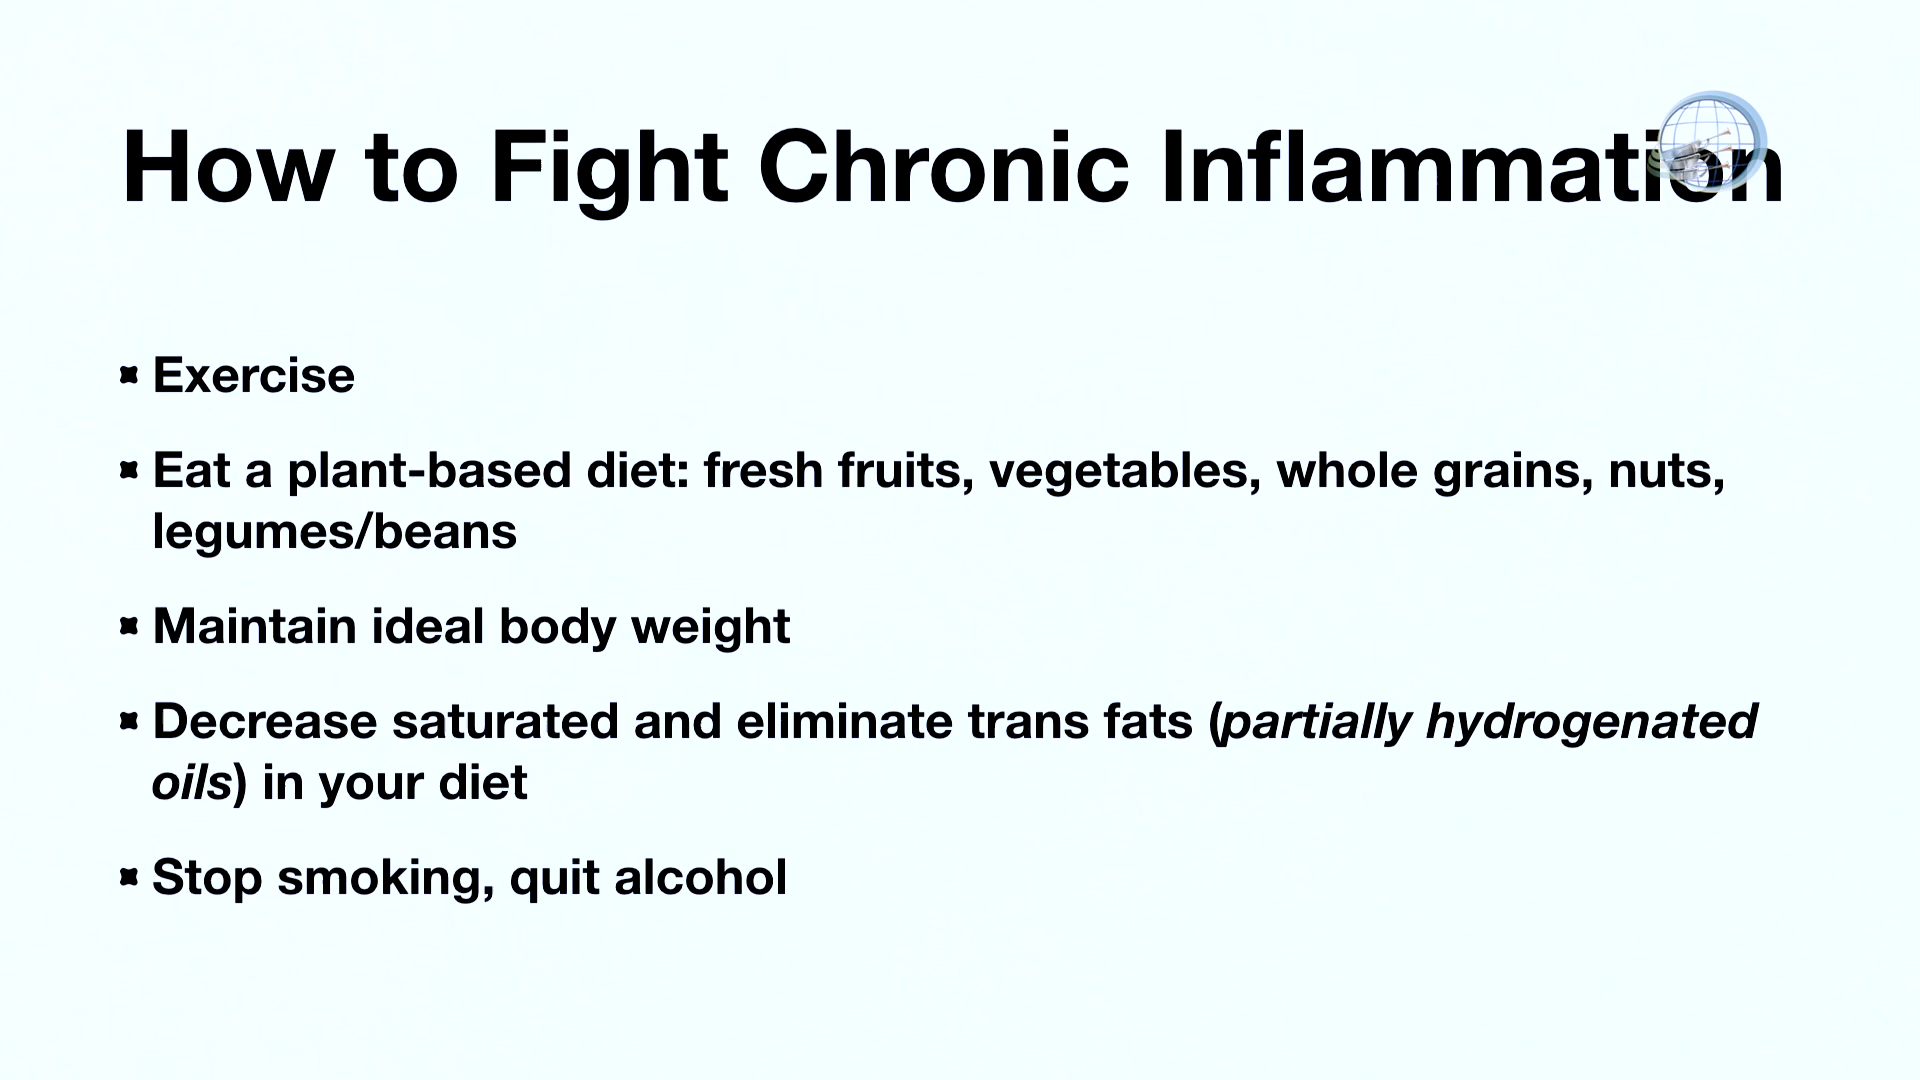 How to Fight Chronic Inflammation
Exercise
Eat a plant-based diet: fresh fruits, vegetables, whole grains, nuts,
legumes/beans
Maintain ideal body weight
Decrease saturated and eliminate trans fats (partially hydrogenated
oils) in your diet
Stop smoking, quit alcohol